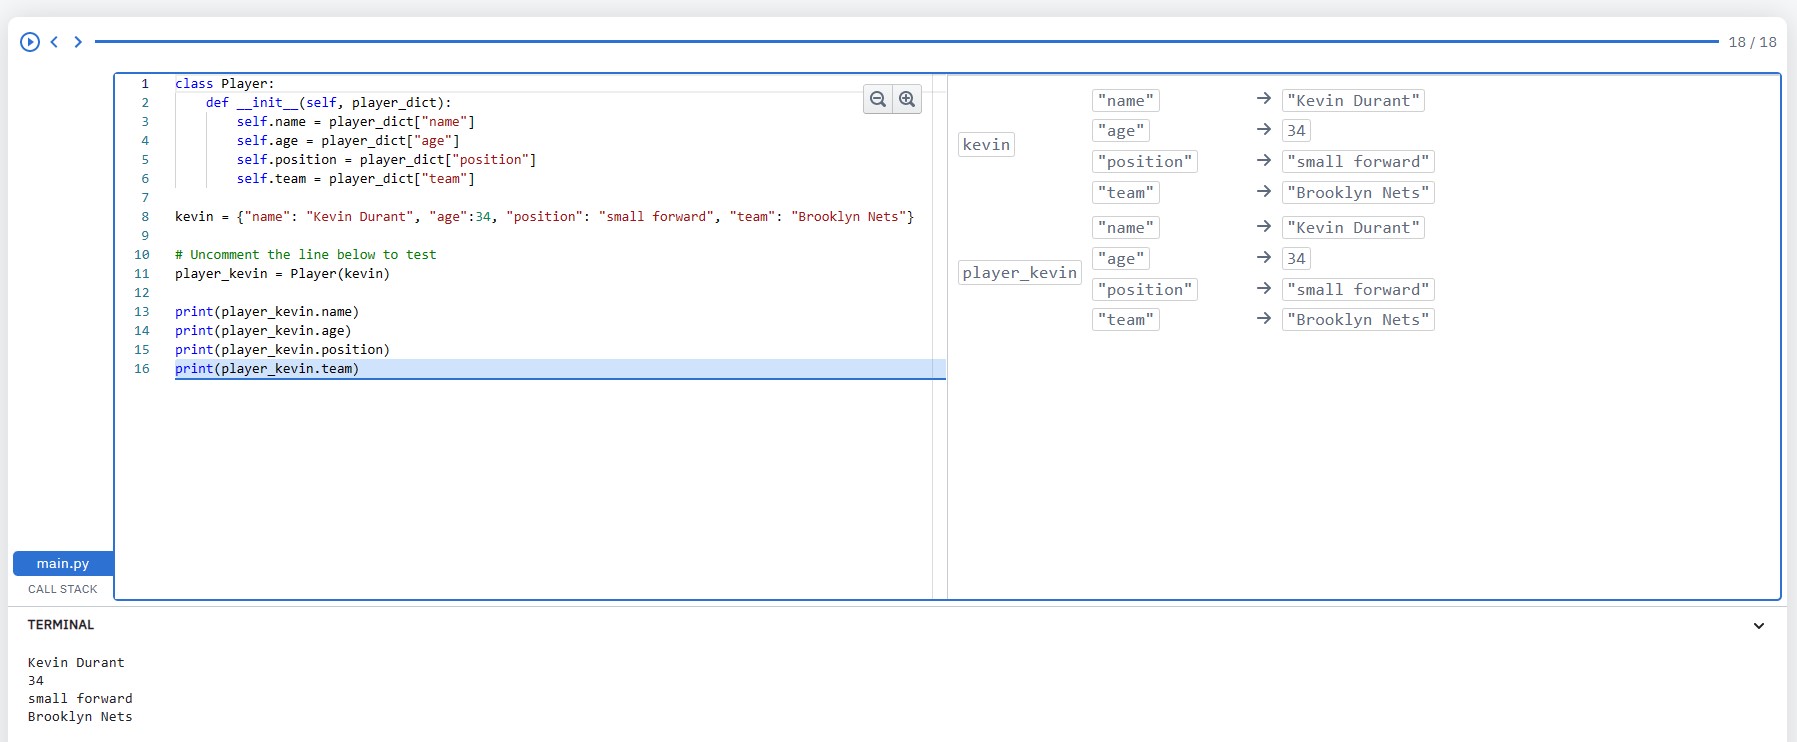 18 / 18
1 class Player:
2     def __init__(self, player_dict):
3         self.name = player_dict["name"]
4         self.age = player_dict["age"]
5         self.position = player_dict["position"]
6         self.team = player_dict["team"]
7
8 kevin = {"name": "Kevin Durant", "age":34, "position": "small forward", "team": "Brooklyn Nets"}
9
10 # Uncomment the line below to test
11 player_kevin = Player(kevin)
12
13 print(player_kevin.name)
14 print(player_kevin.age)
15 print(player_kevin.position)
16 print(player_kevin.team)
kevin
"name" → "Kevin Durant"
"age" → 34
"position" → "small forward"
"team" → "Brooklyn Nets"
player_kevin
"name" → "Kevin Durant"
"age" → 34
"position" → "small forward"
"team" → "Brooklyn Nets"
main.py
CALL STACK
TERMINAL
Kevin Durant
34
small forward
Brooklyn Nets